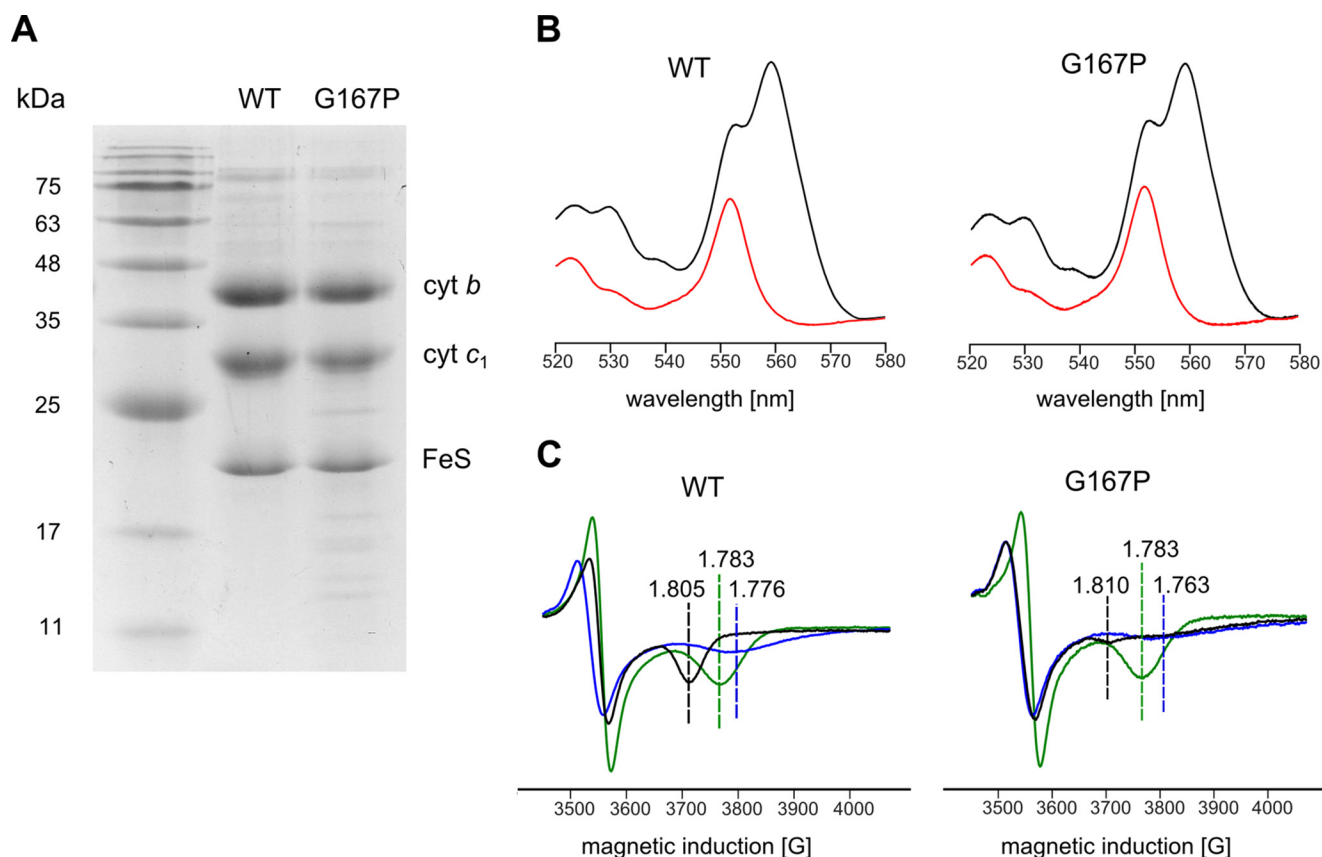 A
kDa
WT G167P
75
63
48
35
25
17
11
cyt b
cyt c1
FeS
B
WT
520 530 540 550 560 570 580
wavelength [nm]
G167P
520 530 540 550 560 570 580
wavelength [nm]
C
WT
1.783
1.805 1.776
3500 3600 3700 3800 3900 4000
magnetic induction [G]
G167P
1.783
1.810 1.763
3500 3600 3700 3800 3900 4000
magnetic induction [G]